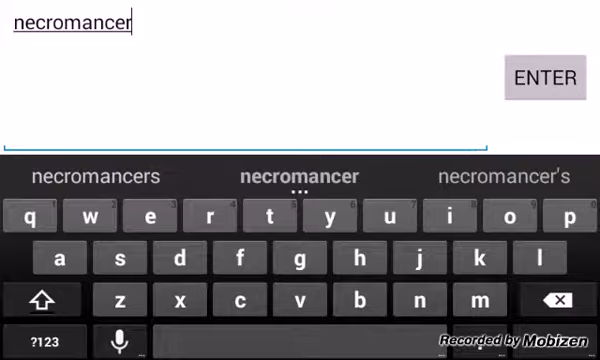 necromancer
ENTER
necromancers necromancer necromancer's
q w e r t y u i o p
a s d f g h j k l
z x c v b n m
?123
Recorded by Mobizen